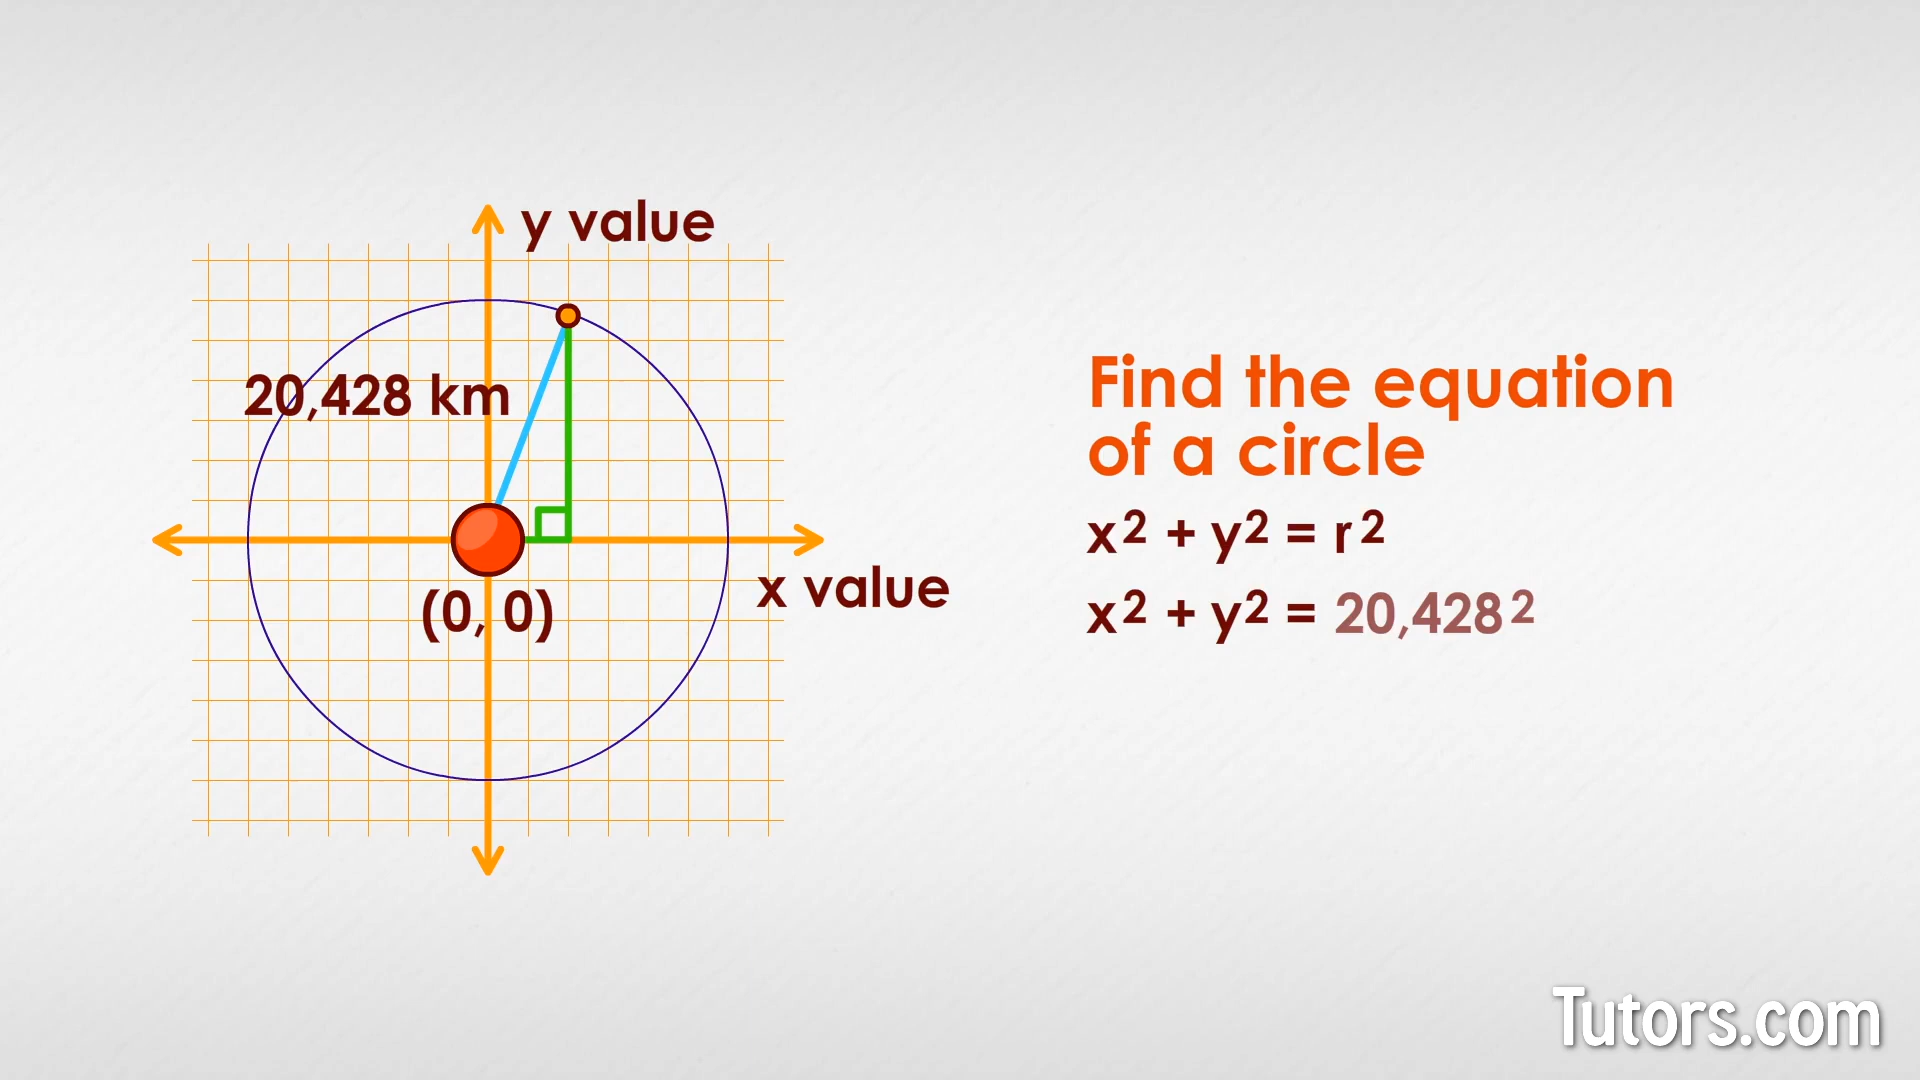 y value
20,428 km
(0, 0)
x value
Find the equation
of a circle
x² + y² = r²
x² + y² = 20,428²
Tutors.com